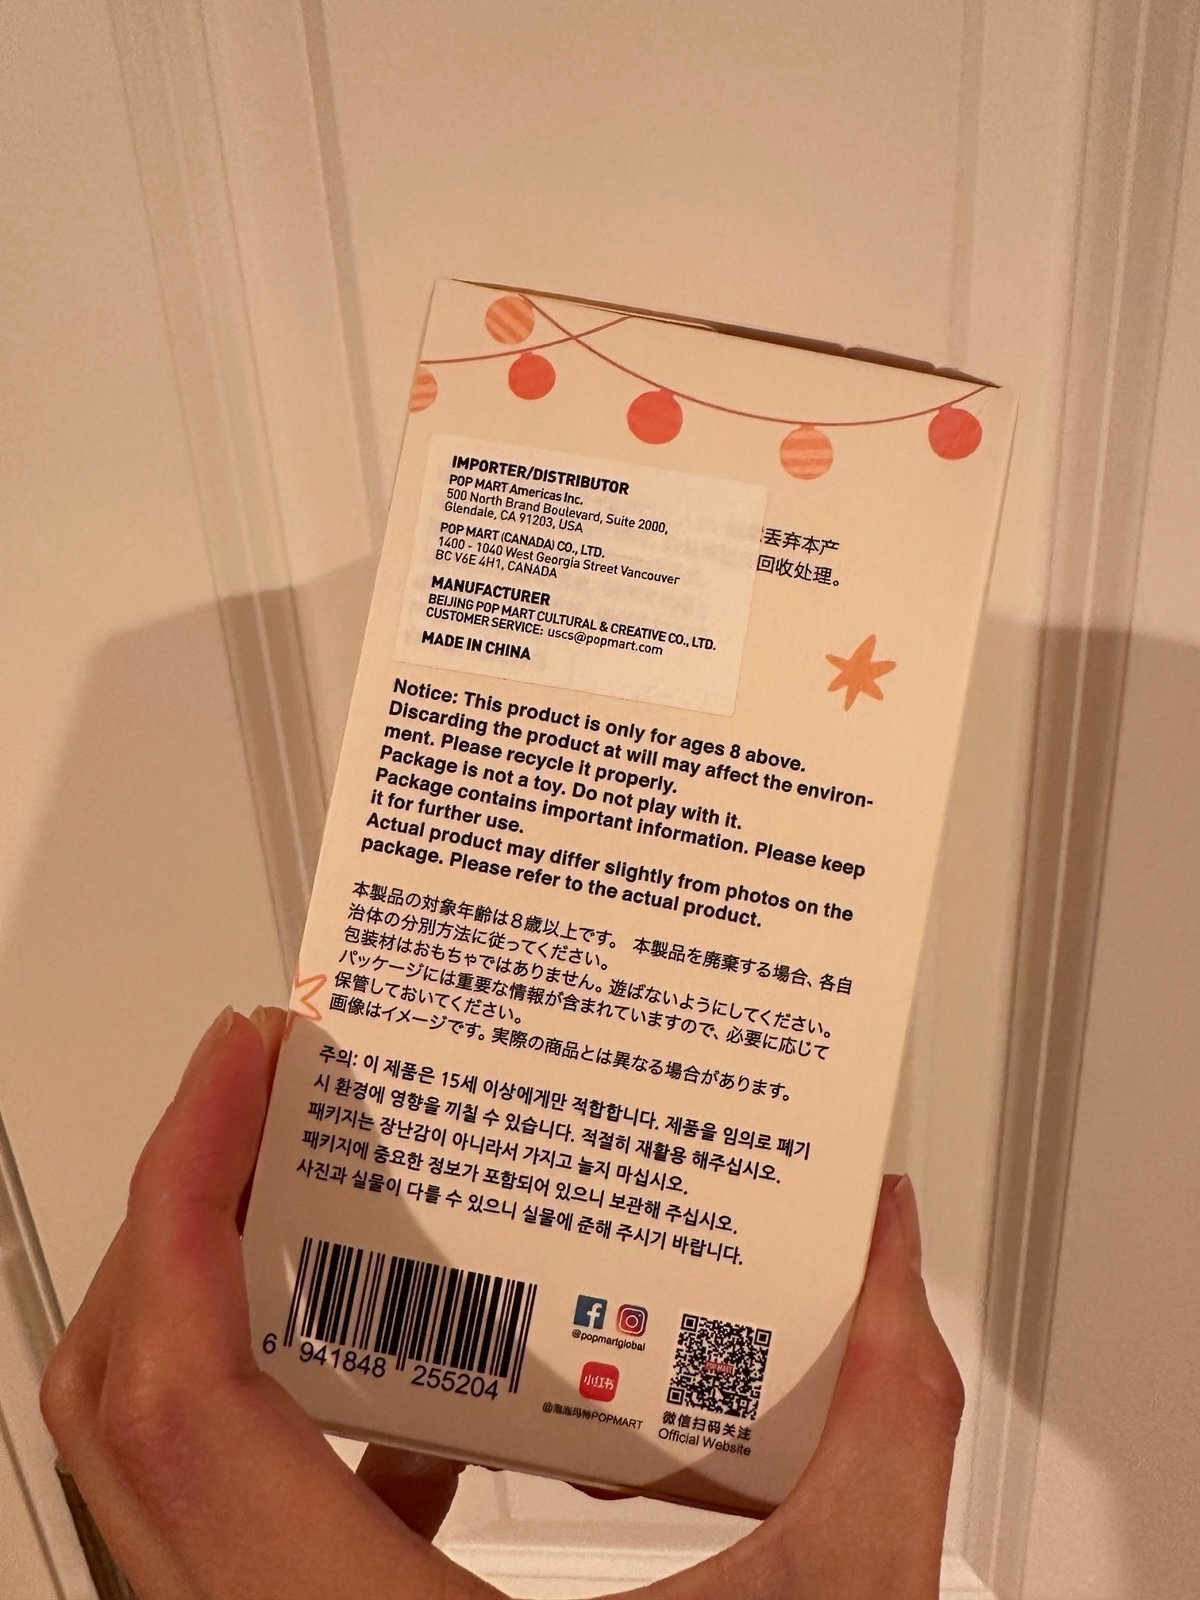 IMPORTER/DISTRIBUTOR
POP MART Americas Inc.
500 North Brand Boulevard, Suite 2000,
Glendale, CA 91203, USA
POP MART (CANADA) CO., LTD.
1400 - 1040 West Georgia Street Vancouver
BC V6E 4H1, CANADA
MANUFACTURER
BEIJING POP MART CULTURAL & CREATIVE CO., LTD.
CUSTOMER SERVICE: uscs@popmart.com
MADE IN CHINA
丢弃本产
回收处理。
Notice: This product is only for ages 8 above.
Discarding the product at will may affect the environ-
ment. Please recycle it properly.
Package is not a toy. Do not play with it.
Package contains important information. Please keep
it for further use.
Actual product may differ slightly from photos on the
package. Please refer to the actual product.
本製品の対象年齢は8歳以上です。 本製品を廃棄する場合、各自
治体の分別方法に従ってください。
包装材はおもちゃではありません。遊ばないようにしてください。
パッケージには重要な情報が含まれていますので、必要に応じて
保管しておいてください。
画像はイメージです。実際の商品とは異なる場合があります。
주의: 이 제품은 15세 이상에게만 적합합니다. 제품을 임의로 폐기
시 환경에 영향을 끼칠 수 있습니다. 적절히 재활용 해주십시오.
패키지는 장난감이 아니라서 가지고 놀지 마십시오.
패키지에 중요한 정보가 포함되어 있으니 보관해 주십시오.
사진과 실물이 다를 수 있으니 실물에 준해 주시기 바랍니다.
6 941848 255204
@popmartglobal
小红书
@泡泡玛特POPMART
微信扫码关注
Official Website